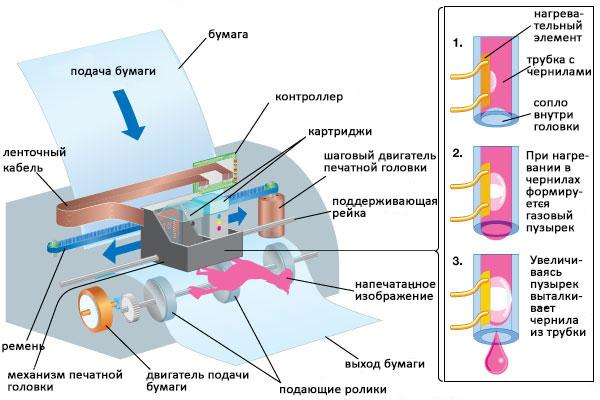 бумага
подача бумаги
контроллер
картриджи
ленточный
кабель
шаговый двигатель
печатной головки
поддерживающая
рейка
напечатанное
изображение
ремень
механизм печатной
головки
двигатель подачи
бумаги
подающие ролики
выход бумаги
1.
нагрева-
тельный
элемент
трубка с
чернилами
сопло
внутри
головки
2.
При нагре-
вании в
чернилах
формируе-
тся
газовый
пузырек
3.
Увеличи-
ваясь
пузырек
выталки-
вает
чернила
из трубки